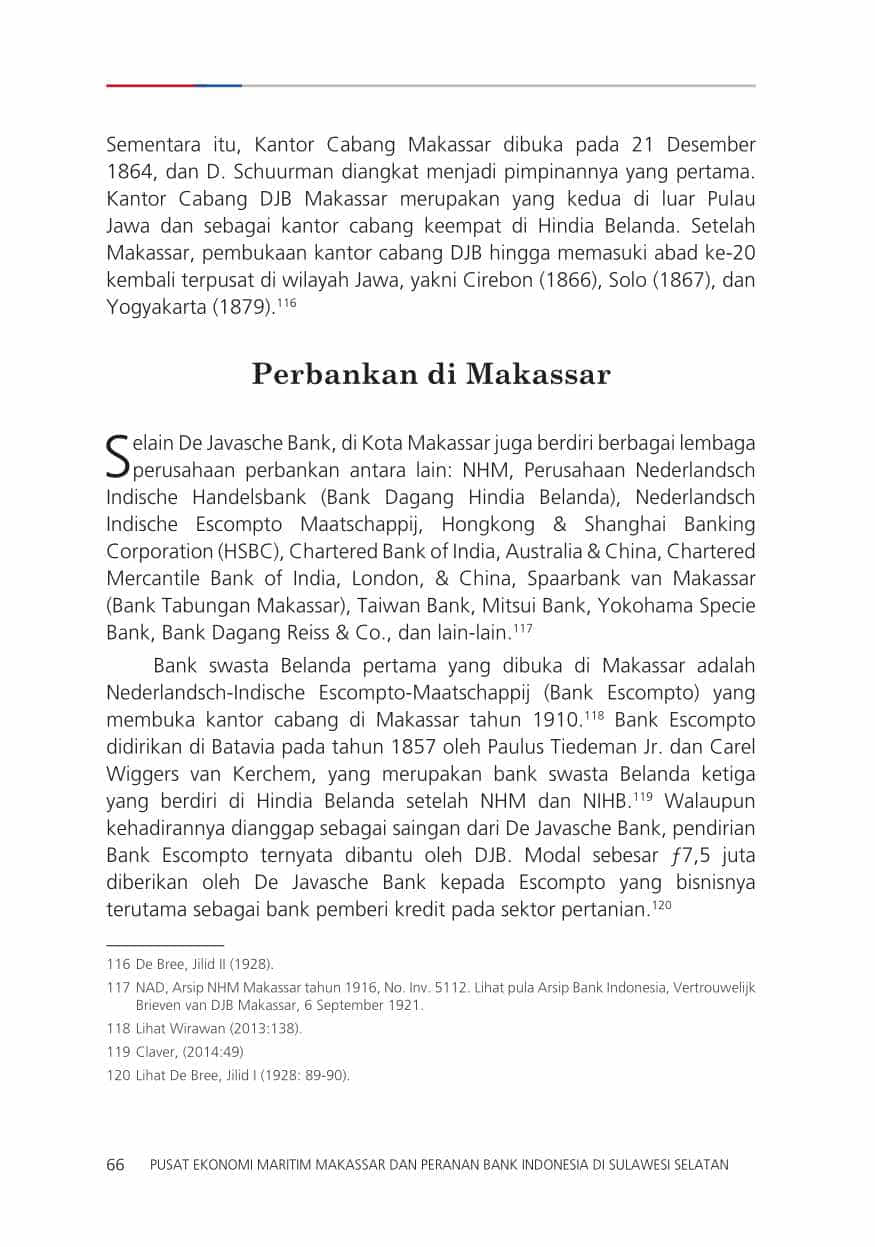 Sementara itu, Kantor Cabang Makassar dibuka pada 21 Desember
1864, dan D. Schuurman diangkat menjadi pimpinannya yang pertama.
Kantor Cabang DJB Makassar merupakan yang kedua di luar Pulau
Jawa dan sebagai kantor cabang keempat di Hindia Belanda. Setelah
Makassar, pembukaan kantor cabang DJB hingga memasuki abad ke-20
kembali terpusat di wilayah Jawa, yakni Cirebon (1866), Solo (1867), dan
Yogyakarta (1879).116
Perbankan di Makassar
Selain De Javasche Bank, di Kota Makassar juga berdiri berbagai lembaga
perusahaan perbankan antara lain: NHM, Perusahaan Nederlandsch
Indische Handelsbank (Bank Dagang Hindia Belanda), Nederlandsch
Indische Escompto Maatschappij, Hongkong & Shanghai Banking
Corporation (HSBC), Chartered Bank of India, Australia & China, Chartered
Mercantile Bank of India, London, & China, Spaarbank van Makassar
(Bank Tabungan Makassar), Taiwan Bank, Mitsui Bank, Yokohama Specie
Bank, Bank Dagang Reiss & Co., dan lain-lain.117
Bank swasta Belanda pertama yang dibuka di Makassar adalah
Nederlandsch-Indische Escompto-Maatschappij (Bank Escompto) yang
membuka kantor cabang di Makassar tahun 1910.118 Bank Escompto
didirikan di Batavia pada tahun 1857 oleh Paulus Tiedeman Jr. dan Carel
Wiggers van Kerchem, yang merupakan bank swasta Belanda ketiga
yang berdiri di Hindia Belanda setelah NHM dan NIHB.119 Walaupun
kehadirannya dianggap sebagai saingan dari De Javasche Bank, pendirian
Bank Escompto ternyata dibantu oleh DJB. Modal sebesar ƒ7,5 juta
diberikan oleh De Javasche Bank kepada Escompto yang bisnisnya
terutama sebagai bank pemberi kredit pada sektor pertanian.120
116 De Bree, Jilid II (1928).
117 NAD, Arsip NHM Makassar tahun 1916, No. Inv. 5112. Lihat pula Arsip Bank Indonesia, Vertrouwelijk
Brieven van DJB Makassar, 6 September 1921.
118 Lihat Wirawan (2013:138).
119 Claver, (2014:49)
120 Lihat De Bree, Jilid I (1928: 89-90).
66 PUSAT EKONOMI MARITIM MAKASSAR DAN PERANAN BANK INDONESIA DI SULAWESI SELATAN